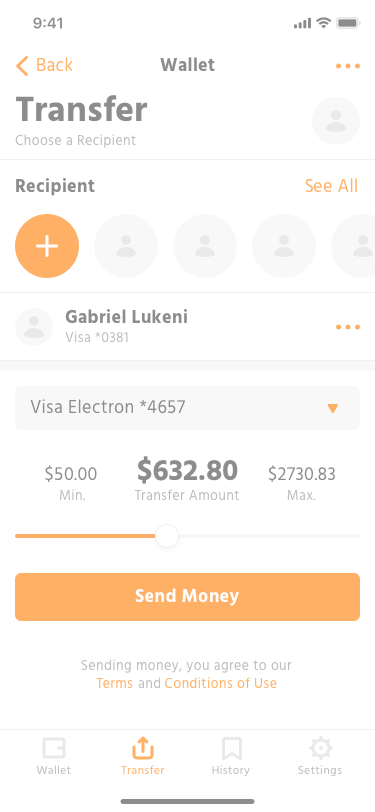 9:41
Back
Wallet
Transfer
Choose a Recipient
Recipient
See All
Gabriel Lukeni
Visa *0381
Visa Electron *4657
$50.00
Min.
$632.80
Transfer Amount
$2730.83
Max.
Send Money
Sending money, you agree to our
Terms and Conditions of Use
Wallet
Transfer
History
Settings